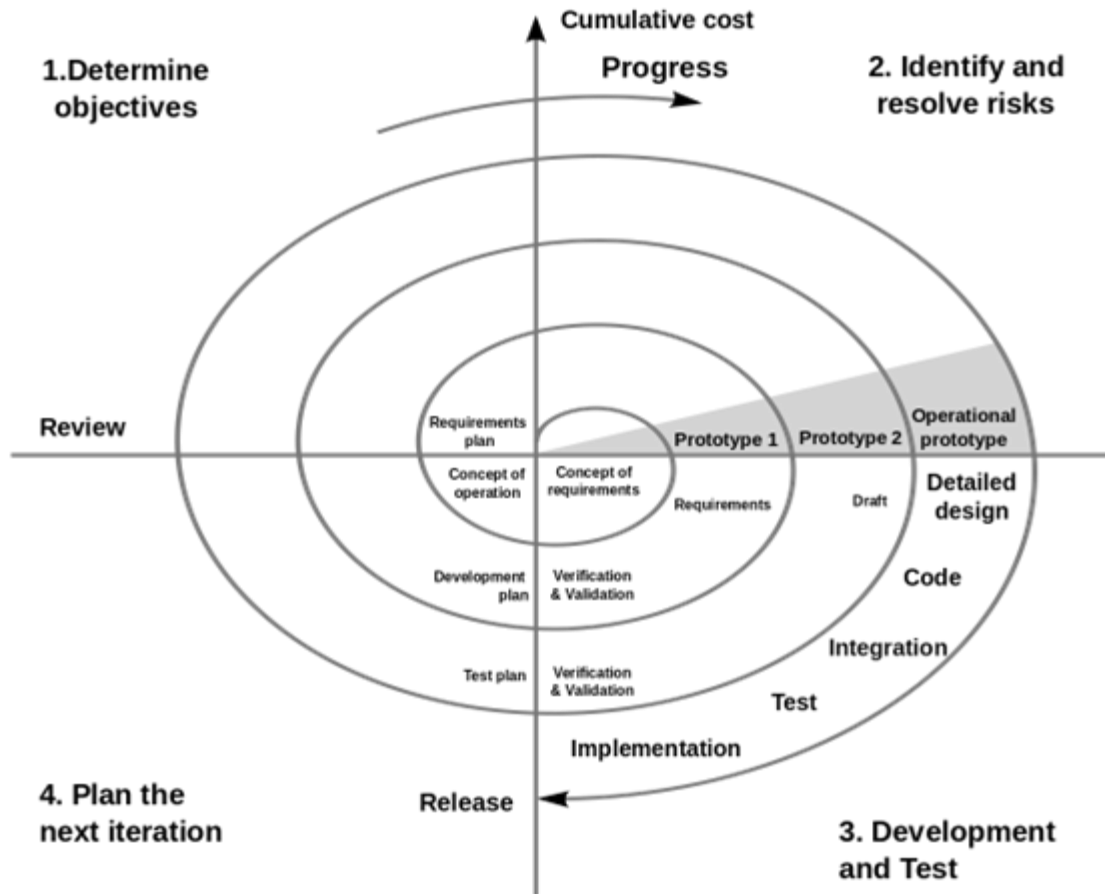 Cumulative cost
Progress
1.Determine
objectives
2. Identify and
resolve risks
Review
Requirements
plan
Prototype 1
Prototype 2
Operational
prototype
Concept of
operation
Concept of
requirements
Requirements
Draft
Detailed
design
Development
plan
Verification
& Validation
Code
Integration
Test plan
Verification
& Validation
Test
Implementation
Release
4. Plan the
next iteration
3. Development
and Test